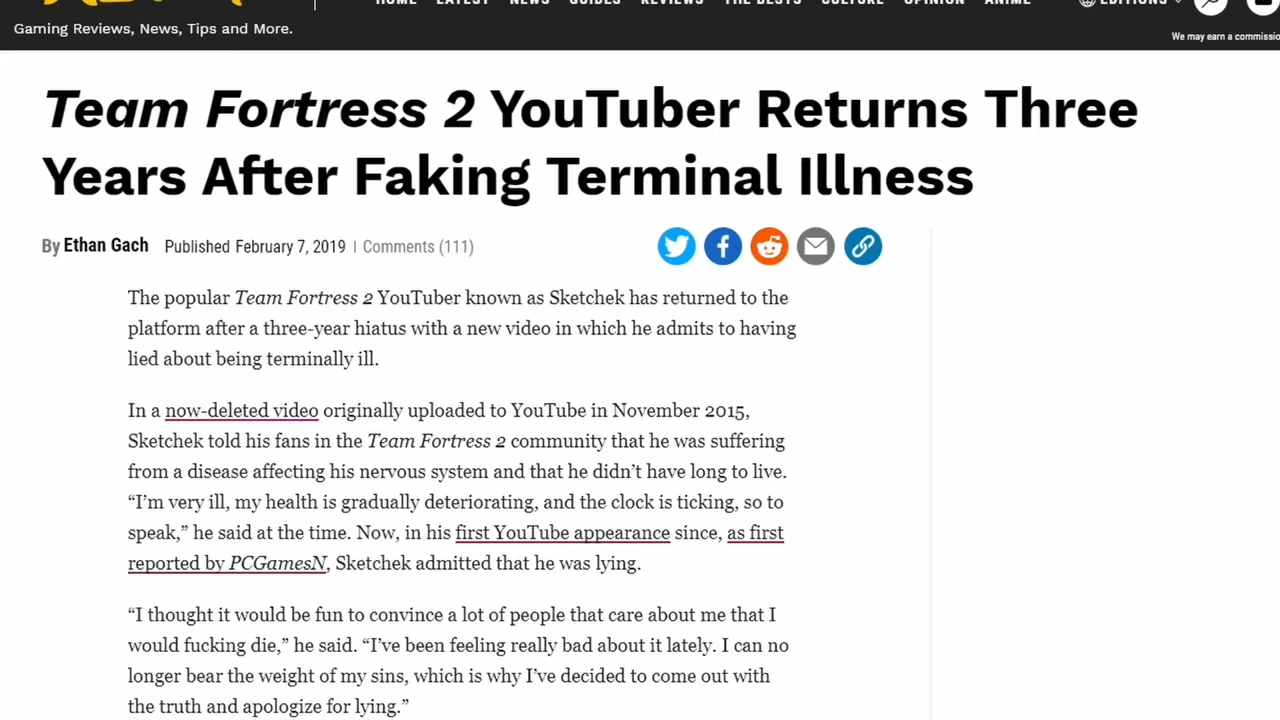 HOME LATEST NEWS GUIDES REVIEWS THE BESTS CULTURE OPINION ANIME EDITIONS
Gaming Reviews, News, Tips and More.
We may earn a commissio
Team Fortress 2 YouTuber Returns Three
Years After Faking Terminal Illness
By Ethan Gach Published February 7, 2019 | Comments (111)
The popular Team Fortress 2 YouTuber known as Sketchek has returned to the
platform after a three-year hiatus with a new video in which he admits to having
lied about being terminally ill.
In a now-deleted video originally uploaded to YouTube in November 2015,
Sketchek told his fans in the Team Fortress 2 community that he was suffering
from a disease affecting his nervous system and that he didn’t have long to live.
“I’m very ill, my health is gradually deteriorating, and the clock is ticking, so to
speak,” he said at the time. Now, in his first YouTube appearance since, as first
reported by PCGamesN, Sketchek admitted that he was lying.
“I thought it would be fun to convince a lot of people that care about me that I
would fucking die,” he said. “I’ve been feeling really bad about it lately. I can no
longer bear the weight of my sins, which is why I’ve decided to come out with
the truth and apologize for lying.”